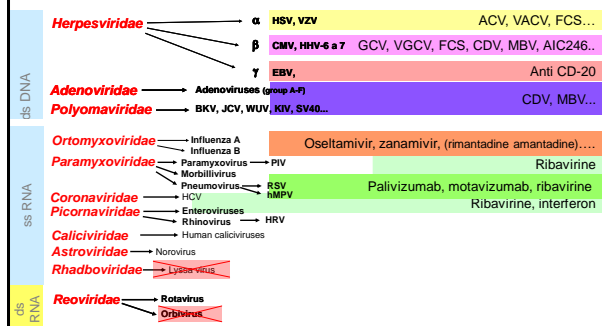 ds DNA
Herpesviridae
α HSV, VZV ACV, VACV, FCS...
β CMV, HHV-6 a 7 GCV, VGCV, FCS, CDV, MBV, AIC246..
γ EBV, Anti CD-20
Adenoviridae Adenoviruses (group A-F)
CDV, MBV...
Polyomaviridae BKV, JCV, WUV, KIV, SV40...
ss RNA
Ortomyxoviridae Influenza A
Influenza B
Oseltamivir, zanamivir, (rimantadine amantadine)....
Paramyxoviridae Paramyxovirus PIV Ribavirine
Morbillivirus
Pneumovirus RSV
hMPV
Palivizumab, motavizumab, ribavirine
Coronaviridae HCV
Ribavirine, interferon
Picornaviridae Enteroviruses
Rhinovirus HRV
Caliciviridae Human caliciviruses
Astroviridae Norovirus
Rhadboviridae Lyssa virus
ds RNA
Reoviridae Rotavirus
Orbivirus